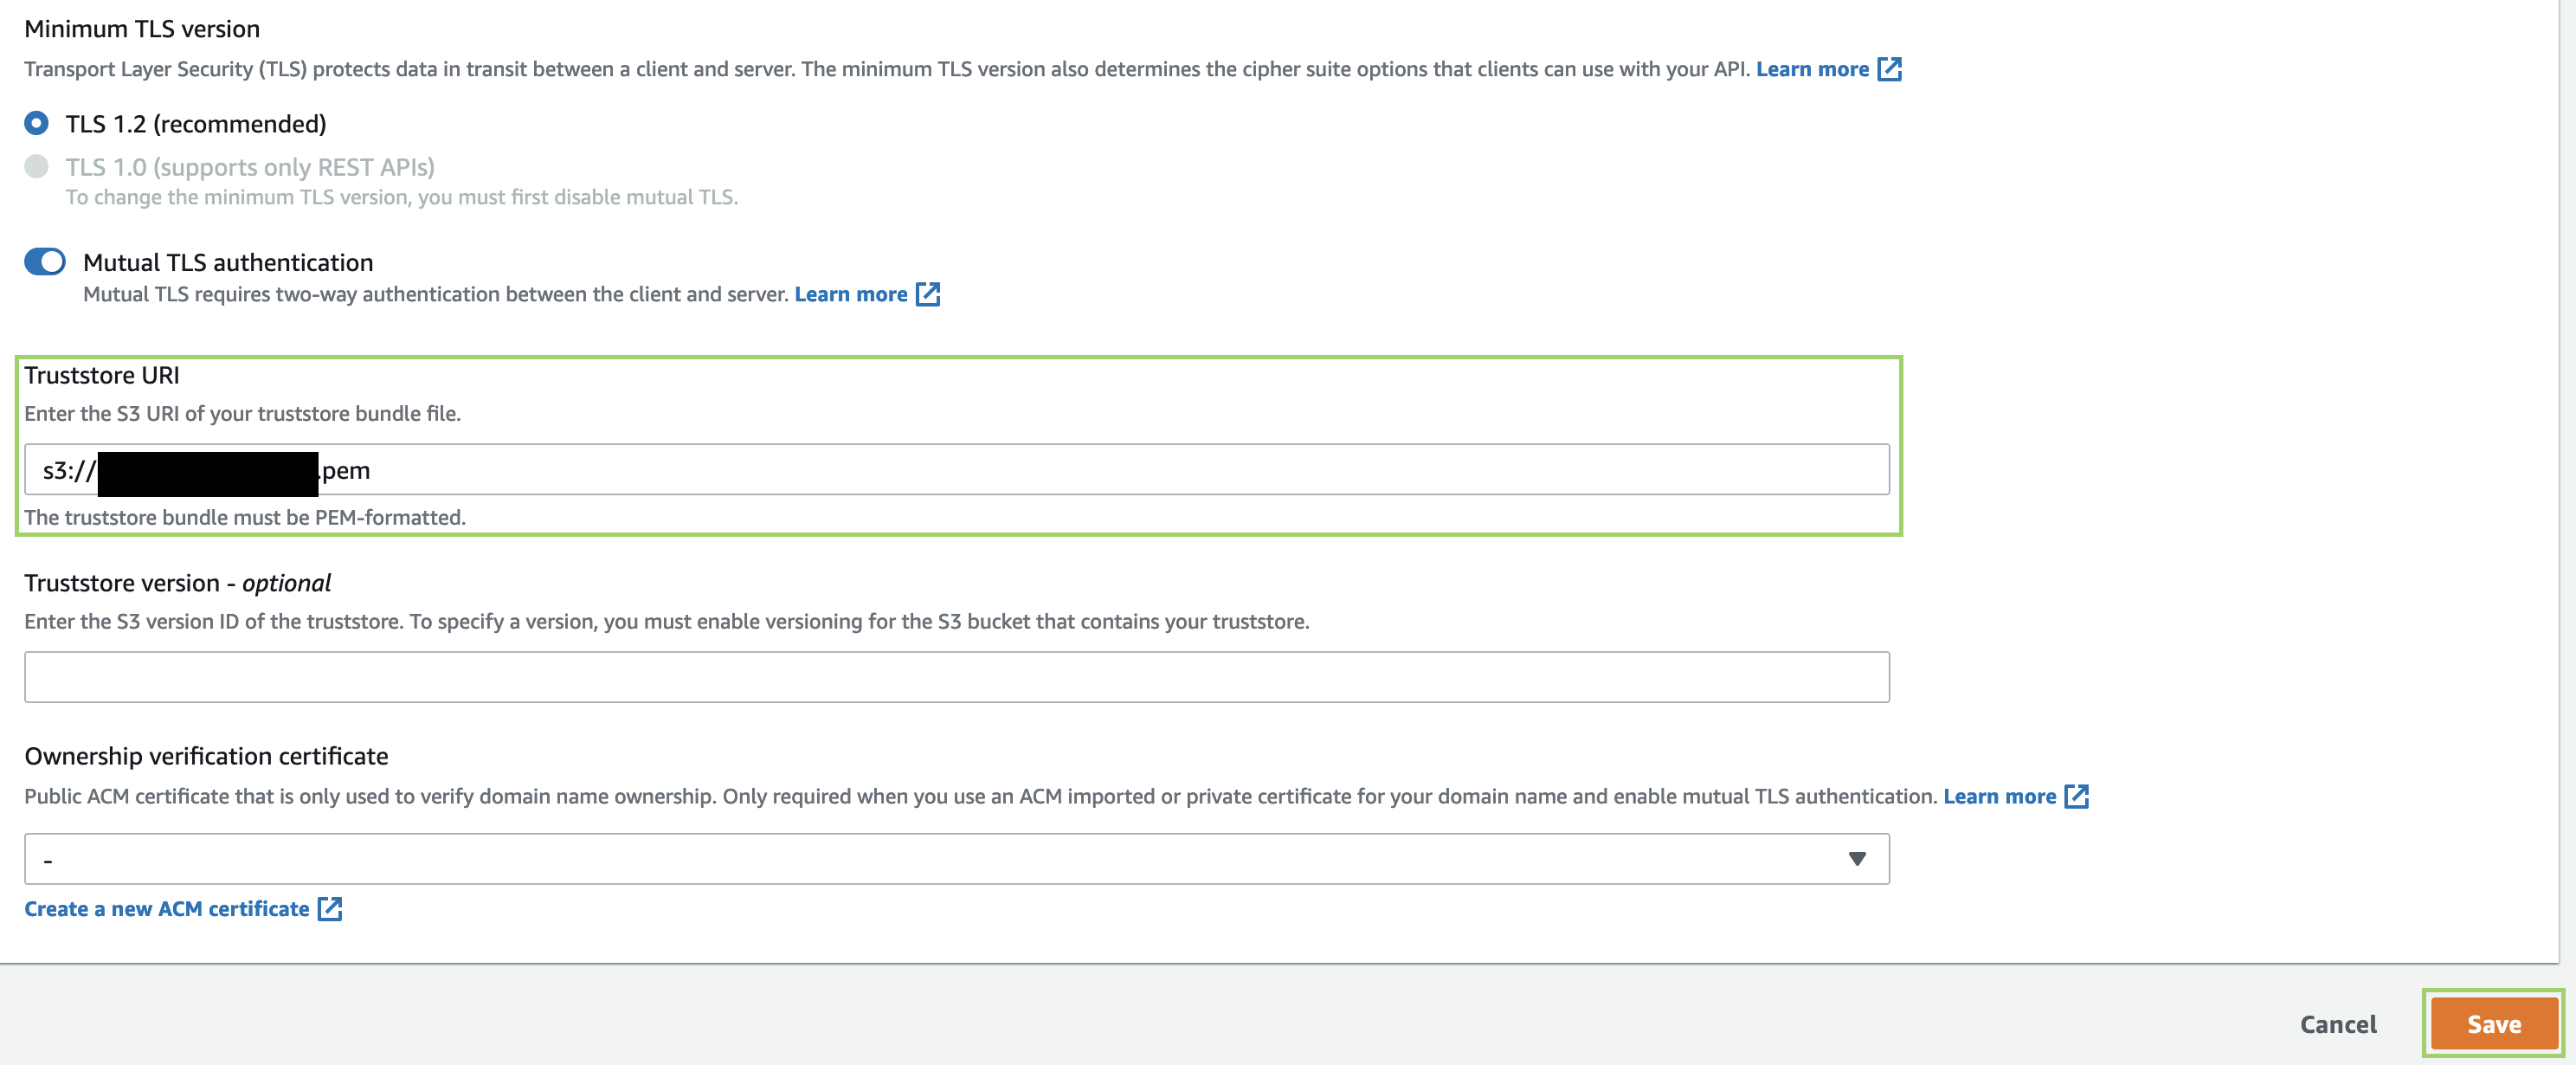 Minimum TLS version
Transport Layer Security (TLS) protects data in transit between a client and server. The minimum TLS version also determines the cipher suite options that clients can use with your API. Learn more
TLS 1.2 (recommended)
TLS 1.0 (supports only REST APIs)
To change the minimum TLS version, you must first disable mutual TLS.
Mutual TLS authentication
Mutual TLS requires two-way authentication between the client and server. Learn more
Truststore URI
Enter the S3 URI of your truststore bundle file.
s3:// .pem
The truststore bundle must be PEM-formatted.
Truststore version - optional
Enter the S3 version ID of the truststore. To specify a version, you must enable versioning for the S3 bucket that contains your truststore.
Ownership verification certificate
Public ACM certificate that is only used to verify domain name ownership. Only required when you use an ACM imported or private certificate for your domain name and enable mutual TLS authentication. Learn more
-
Create a new ACM certificate
Cancel Save